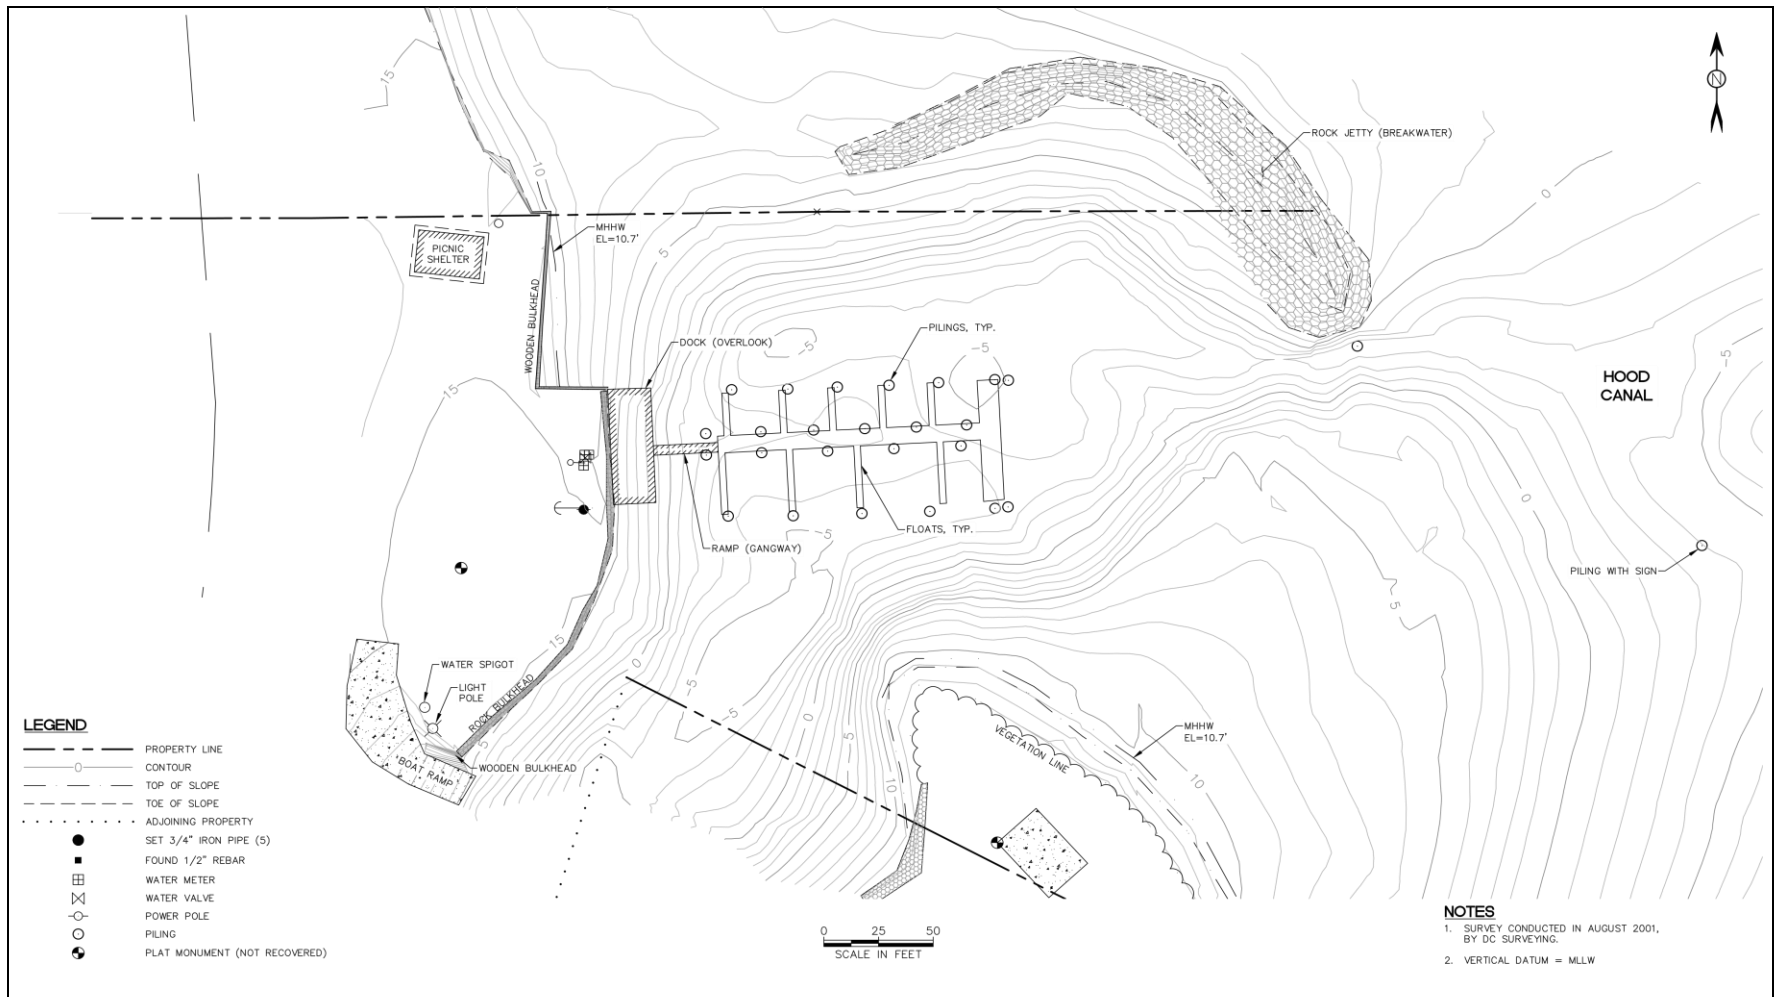 15
N
ROCK JETTY (BREAKWATER)
10
0
MHHW
EL=10.7'
PICNIC
SHELTER
5
WOODEN BULKHEAD
PILINGS, TYP.
DOCK (OVERLOOK)
-5
-5
-5
HOOD
CANAL
15
0
FLOATS, TYP.
-5
RAMP (GANGWAY)
PILING WITH SIGN
-5
15
0
WATER SPIGOT
LIGHT
POLE
ROCK BULKHEAD
-5
-5
0
5
MHHW
EL=10.7'
VEGETATION LINE
5
WOODEN BULKHEAD
BOAT RAMP
10
10
LEGEND
PROPERTY LINE
0 CONTOUR
TOP OF SLOPE
TOE OF SLOPE
ADJOINING PROPERTY
SET 3/4" IRON PIPE (5)
FOUND 1/2" REBAR
WATER METER
WATER VALVE
POWER POLE
PILING
PLAT MONUMENT (NOT RECOVERED)
0 25 50
SCALE IN FEET
NOTES
1. SURVEY CONDUCTED IN AUGUST 2001,
BY DC SURVEYING.
2. VERTICAL DATUM = MLLW